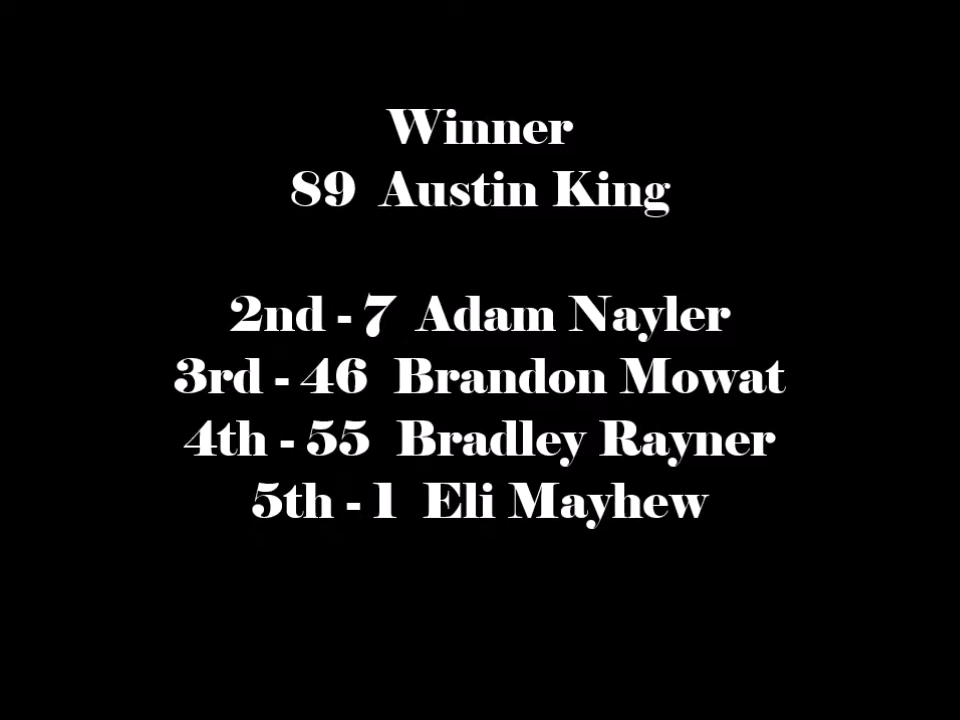 Winner
89 Austin King
2nd - 7 Adam Nayler
3rd - 46 Brandon Mowat
4th - 55 Bradley Rayner
5th - 1 Eli Mayhew